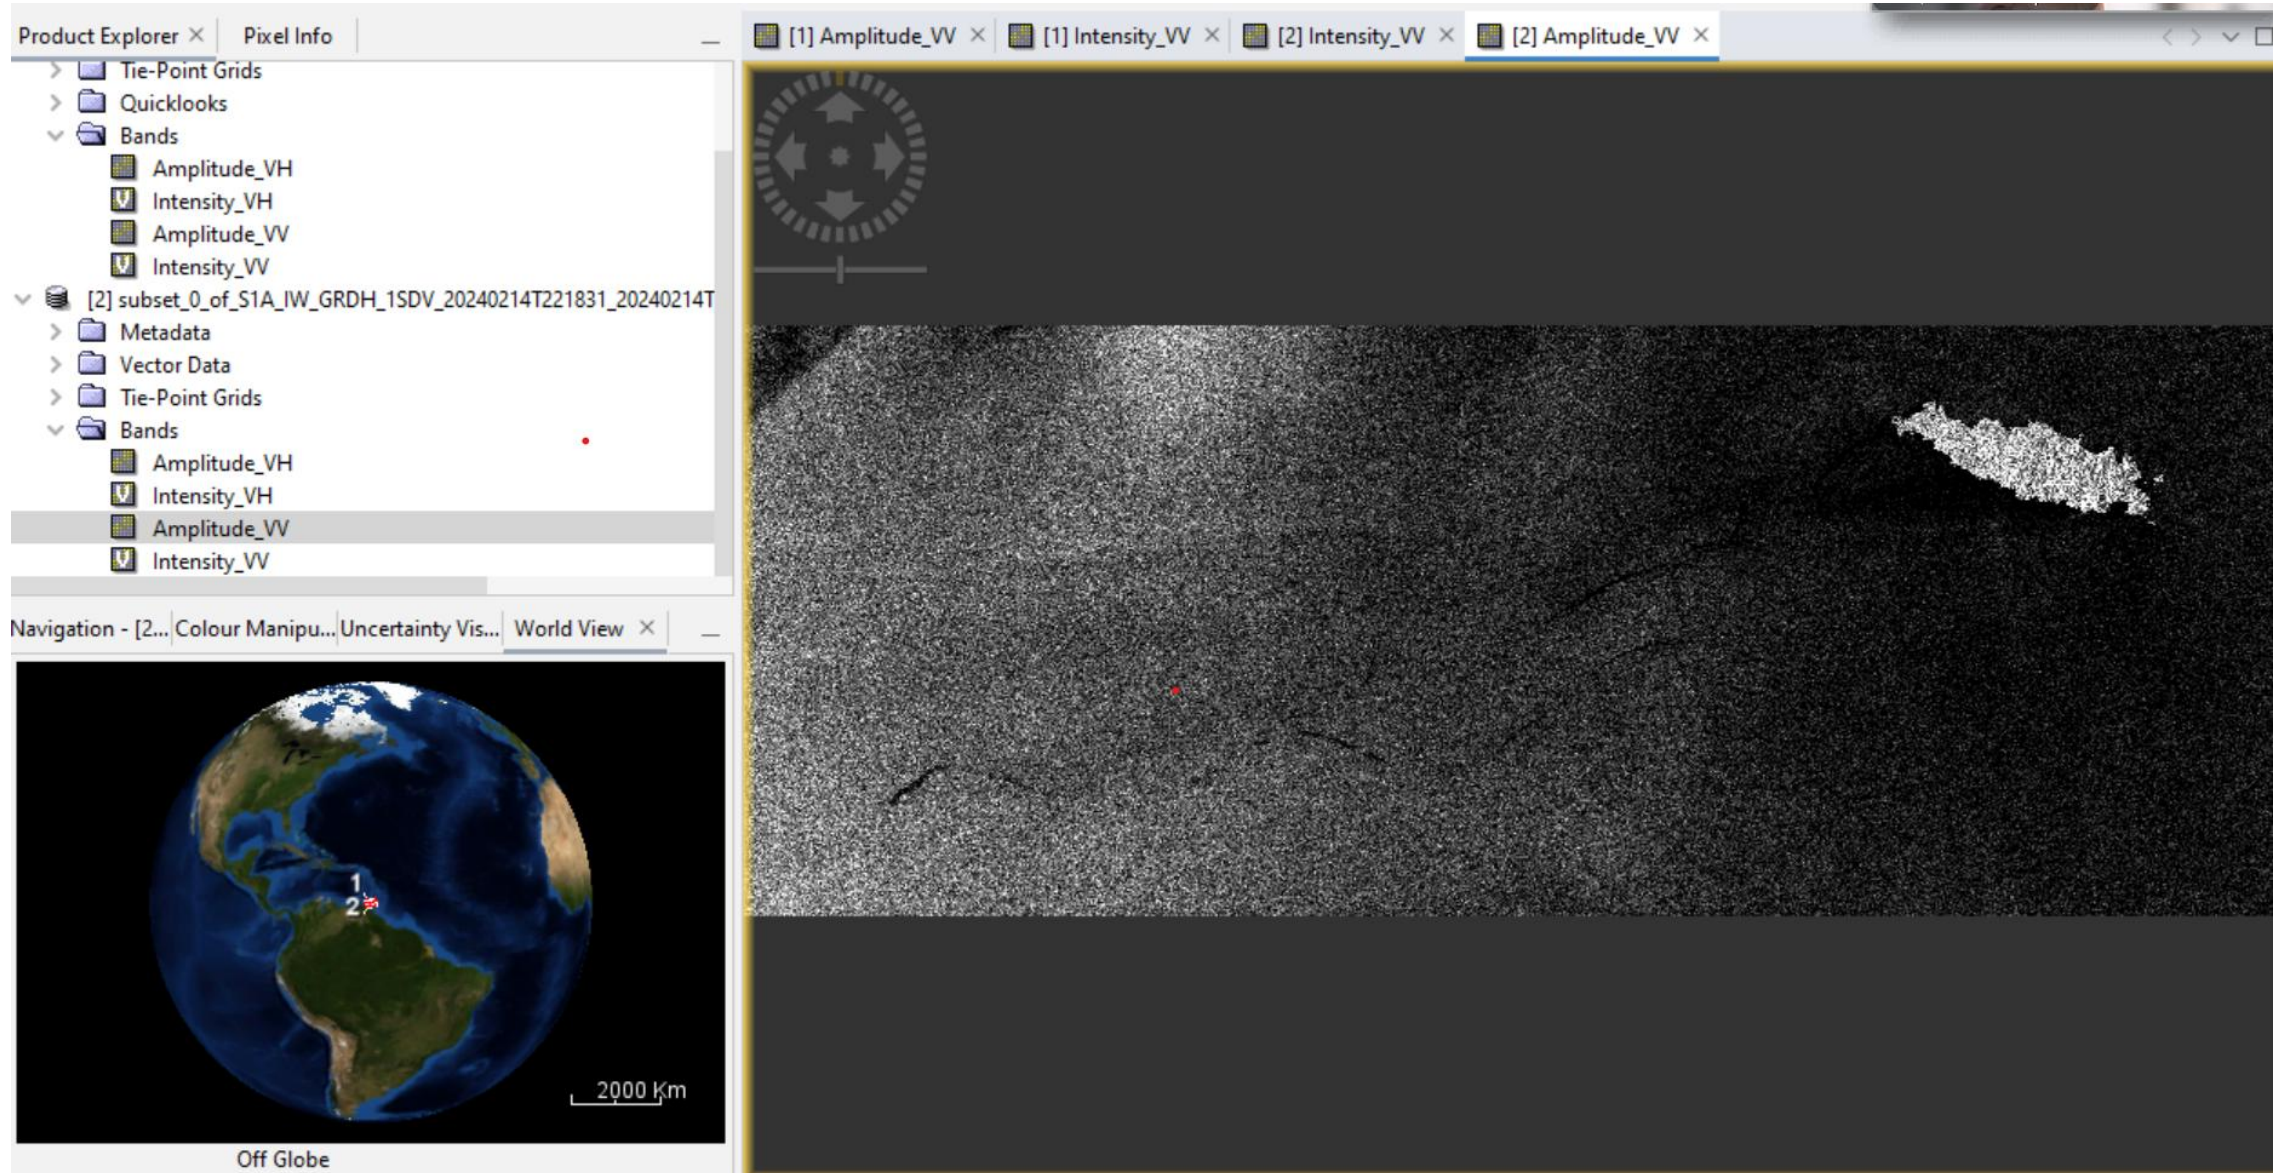 Product Explorer
Pixel Info
Tie-Point Grids
Quicklooks
Bands
Amplitude_VH
Intensity_VH
Amplitude_VV
Intensity_VV
[2] subset_0_of_S1A_IW_GRDH_1SDV_20240214T221831_20240214T
Metadata
Vector Data
Tie-Point Grids
Bands
Amplitude_VH
Intensity_VH
Amplitude_VV
Intensity_VV
Navigation - [2... Colour Manipu... Uncertainty Vis... World View
1
2
2000 Km
Off Globe
[1] Amplitude_VV [1] Intensity_VV [2] Intensity_VV [2] Amplitude_VV